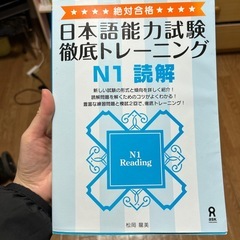 ★★★★ 絶対合格 ★★★★
日本語能力試験
徹底トレーニング
N1 読解
新しい試験の形式と傾向を詳しく紹介!
読解問題を解くためのコツがよくわかる!
豊富な練習問題と模試2回で、徹底トレーニング!
N1
Reading
松岡 龍美
ASK